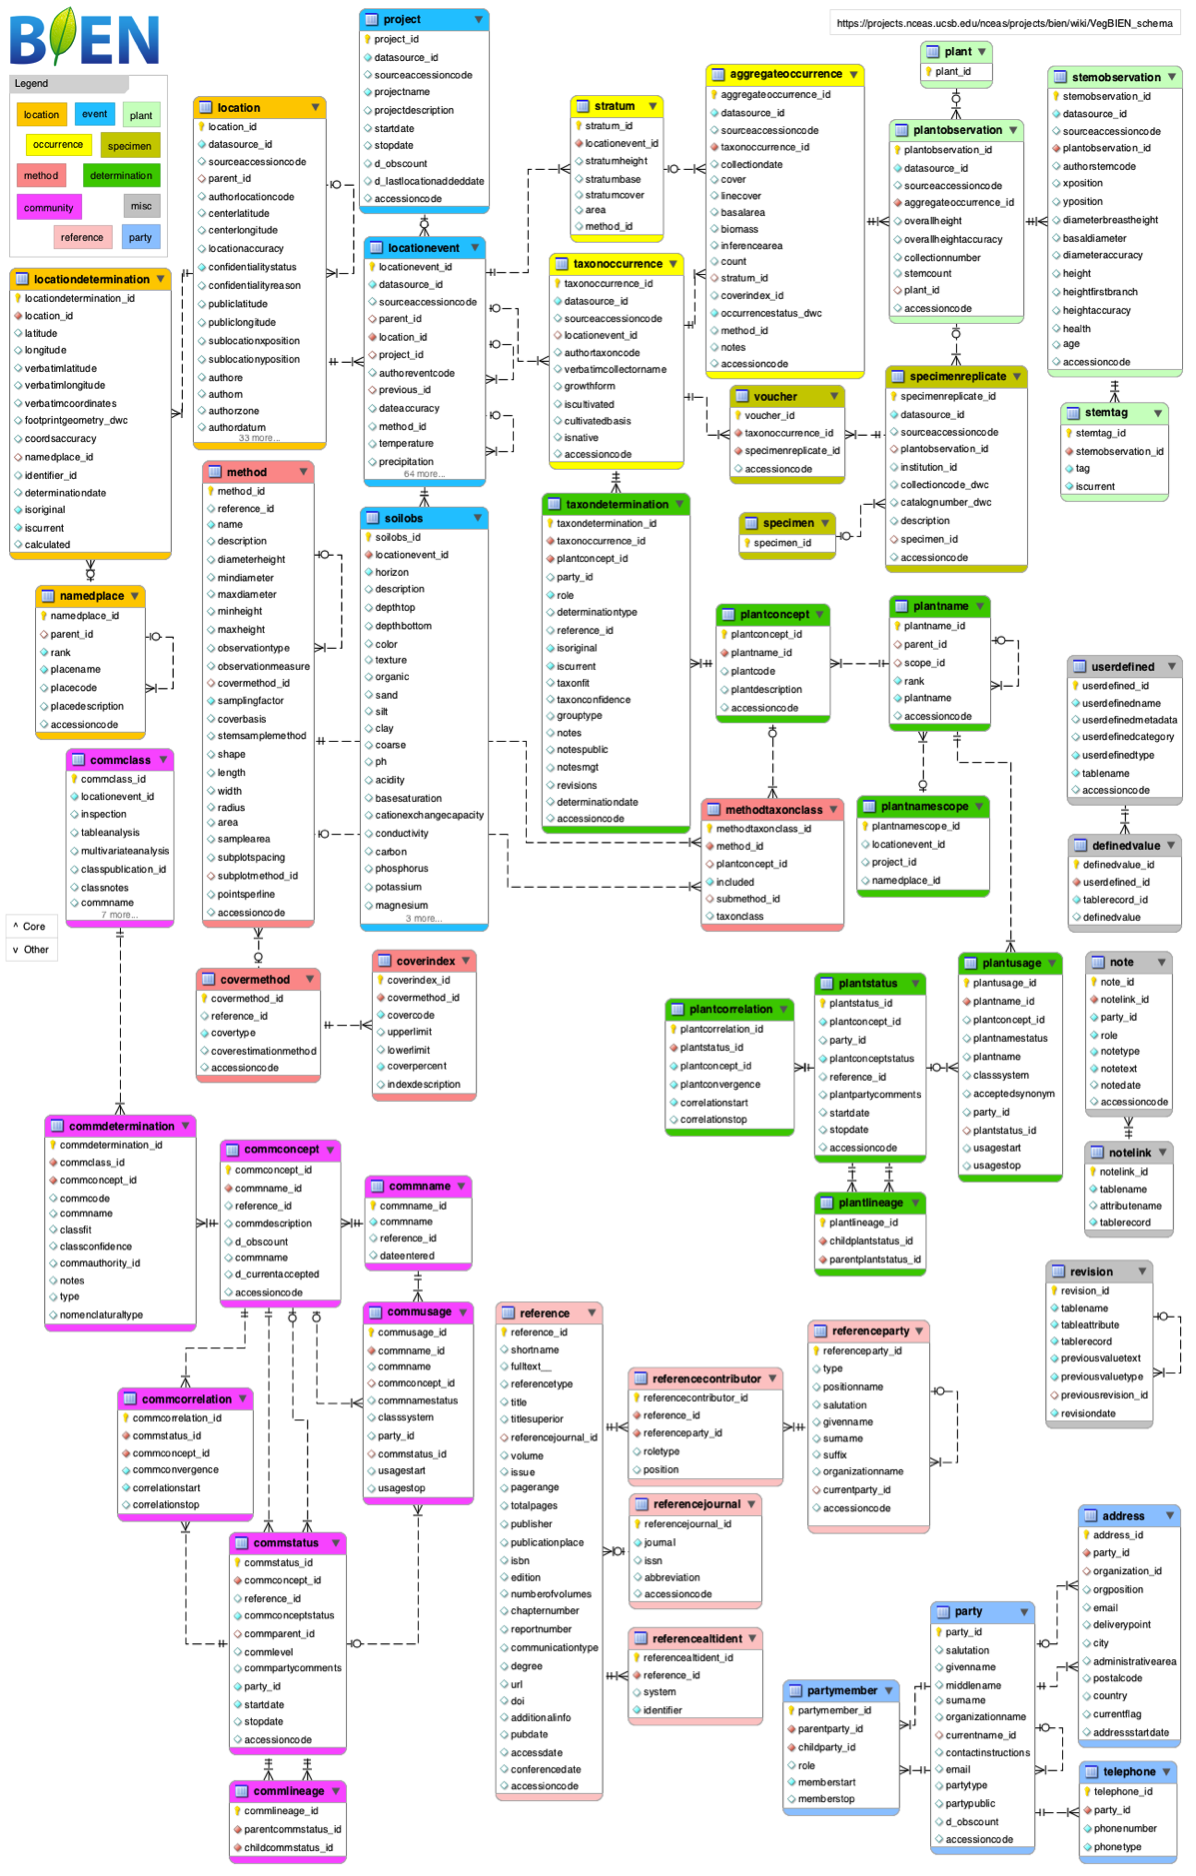 BIEN
https://projects.nceas.ucsb.edu/nceas/projects/bien/wiki/VegBIEN_schema
Legend
location
event
plant
occurrence
specimen
method
determination
community
misc
reference
party
project
project_id
datasource_id
sourceaccessioncode
projectname
projectdescription
startdate
stopdate
d_obscount
d_lastlocationaddeddate
accessioncode
location
location_id
datasource_id
sourceaccessioncode
parent_id
authorlocationcode
centerlatitude
centerlongitude
locationaccuracy
confidentialitystatus
confidentialityreason
publiclatitude
publiclongitude
sublocationxposition
sublocationyposition
authore
authorn
authorzone
authordatum
33 more...
stratum
stratum_id
locationevent_id
stratumheight
stratumbase
stratumcover
area
method_id
aggregateoccurrence
aggregateoccurrence_id
datasource_id
sourceaccessioncode
taxonoccurrence_id
collectiondate
cover
linecover
basalarea
biomass
inferencearea
count
stratum_id
coverindex_id
occurrencestatus_dwc
method_id
notes
accessioncode
plant
plant_id
plantobservation
plantobservation_id
datasource_id
sourceaccessioncode
aggregateoccurrence_id
overallheight
overallheightaccuracy
collectionnumber
stemcount
plant_id
accessioncode
stemobservation
stemobservation_id
datasource_id
sourceaccessioncode
plantobservation_id
authorstemcode
xposition
yposition
diameterbreastheight
basaldiameter
diameteraccuracy
height
heightfirstbranch
heightaccuracy
health
age
accessioncode
locationdetermination
locationdetermination_id
location_id
latitude
longitude
verbatimlatitude
verbatimlongitude
verbatimcoordinates
footprintgeometry_dwc
coordsaccuracy
namedplace_id
identifier_id
determinationdate
isoriginal
iscurrent
calculated
locationevent
locationevent_id
datasource_id
sourceaccessioncode
parent_id
location_id
project_id
authoreventcode
previous_id
dateaccuracy
method_id
temperature
precipitation
64 more...
taxonoccurrence
taxonoccurrence_id
datasource_id
sourceaccessioncode
locationevent_id
authortaxoncode
verbatimcollectorname
growthform
iscultivated
cultivatedbasis
isnative
accessioncode
voucher
voucher_id
taxonoccurrence_id
specimenreplicate_id
accessioncode
specimenreplicate
specimenreplicate_id
datasource_id
sourceaccessioncode
plantobservation_id
institution_id
collectioncode_dwc
catalognumber_dwc
description
specimen_id
accessioncode
stemtag
stemtag_id
stemobservation_id
tag
iscurrent
specimen
specimen_id
method
method_id
reference_id
name
description
diameterheight
mindiameter
maxdiameter
minheight
maxheight
observationtype
observationmeasure
covermethod_id
samplingfactor
coverbasis
stemsamplemethod
shape
length
width
radius
area
samplearea
subplotspacing
subplotmethod_id
pointsperline
accessioncode
soilobs
soilobs_id
locationevent_id
horizon
description
depthtop
depthbottom
color
texture
organic
sand
silt
clay
coarse
ph
acidity
basesaturation
cationexchangecapacity
conductivity
carbon
phosphorus
potassium
magnesium
3 more...
taxondetermination
taxondetermination_id
taxonoccurrence_id
plantconcept_id
party_id
role
determinationtype
reference_id
isoriginal
iscurrent
taxonfit
taxonconfidence
grouptype
notes
notespublic
notesmgt
revisions
determinationdate
accessioncode
namedplace
namedplace_id
parent_id
rank
placename
placecode
placedescription
accessioncode
plantconcept
plantconcept_id
plantname_id
plantcode
plantdescription
accessioncode
plantname
plantname_id
parent_id
scope_id
rank
plantname
accessioncode
userdefined
userdefined_id
userdefinedname
userdefinedmetadata
userdefinedcategory
userdefinedtype
tablename
accessioncode
commclass
commclass_id
locationevent_id
inspection
tableanalysis
multivariateanalysis
classpublication_id
classnotes
commname
7 more...
methodtaxonclass
methodtaxonclass_id
method_id
plantconcept_id
included
submethod_id
taxonclass
plantnamescope
plantnamescope_id
locationevent_id
project_id
namedplace_id
definedvalue
definedvalue_id
userdefined_id
tablerecord_id
definedvalue
^ Core
v Other
covermethod
covermethod_id
reference_id
covertype
coverestimationmethod
accessioncode
coverindex
coverindex_id
covermethod_id
covercode
upperlimit
lowerlimit
coverpercent
indexdescription
plantcorrelation
plantcorrelation_id
plantstatus_id
plantconcept_id
plantconvergence
correlationstart
correlationstop
plantstatus
plantstatus_id
plantconcept_id
party_id
plantconceptstatus
reference_id
plantpartycomments
startdate
stopdate
accessioncode
plantusage
plantusage_id
plantname_id
plantconcept_id
plantnamestatus
plantname
classsystem
acceptedsynonym
party_id
plantstatus_id
usagestart
usagestop
note
note_id
notelink_id
party_id
role
notetype
notetext
notedate
accessioncode
commdetermination
commdetermination_id
commclass_id
commconcept_id
commcode
commname
classfit
classconfidence
commauthority_id
notes
type
nomenclaturaltype
commconcept
commconcept_id
commname_id
reference_id
commdescription
d_obscount
commname
d_currentaccepted
accessioncode
commname
commname_id
commname
reference_id
dateentered
plantlineage
plantlineage_id
childplantstatus_id
parentplantstatus_id
notelink
notelink_id
tablename
attributename
tablerecord
revision
revision_id
tablename
tableattribute
tablerecord
previousvaluetext
previousvaluetype
previousrevision_id
revisiondate
commusage
commusage_id
commname_id
commname
commconcept_id
commnamestatus
classsystem
party_id
commstatus_id
usagestart
usagestop
reference
reference_id
shortname
fulltext__
referencetype
title
titlesuperior
referencejournal_id
volume
issue
pagerange
totalpages
publisher
publicationplace
isbn
edition
numberofvolumes
chapternumber
reportnumber
communicationtype
degree
url
doi
additionalinfo
pubdate
accessdate
conferencedate
accessioncode
referencecontributor
referencecontributor_id
reference_id
referenceparty_id
roletype
position
referenceparty
referenceparty_id
type
positionname
salutation
givenname
surname
suffix
organizationname
currentparty_id
accessioncode
commcorrelation
commcorrelation_id
commstatus_id
commconcept_id
commconvergence
correlationstart
correlationstop
referencejournal
referencejournal_id
journal
issn
abbreviation
accessioncode
commstatus
commstatus_id
commconcept_id
reference_id
commconceptstatus
commparent_id
commlevel
commpartycomments
party_id
startdate
stopdate
accessioncode
referencealtident
referencealtident_id
reference_id
system
identifier
address
address_id
party_id
organization_id
orgposition
email
deliverypoint
city
administrativearea
postalcode
country
currentflag
addressstartdate
party
party_id
salutation
givenname
middlename
surname
organizationname
currentname_id
contactinstructions
email
partytype
partypublic
d_obscount
accessioncode
partymember
partymember_id
parentparty_id
childparty_id
role
memberstart
memberstop
telephone
telephone_id
party_id
phonenumber
phonetype
commlineage
commlineage_id
parentcommstatus_id
childcommstatus_id